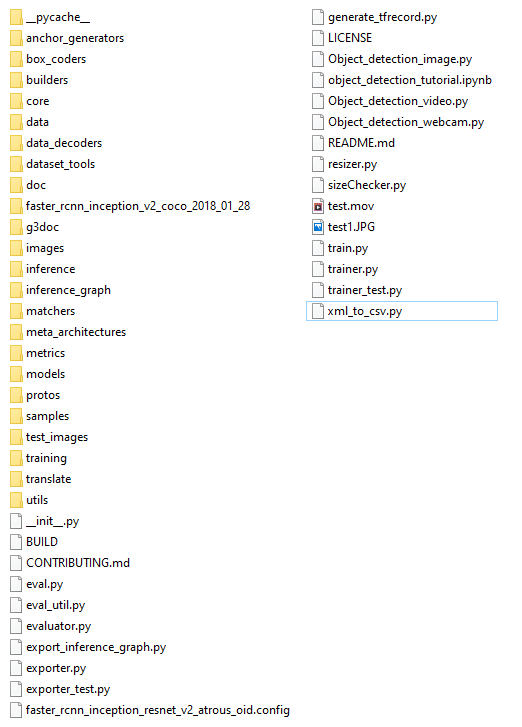 __pycache__
anchor_generators
box_coders
builders
core
data
data_decoders
dataset_tools
doc
faster_rcnn_inception_v2_coco_2018_01_28
g3doc
images
inference
inference_graph
matchers
meta_architectures
metrics
models
protos
samples
test_images
training
translate
utils
__init__.py
BUILD
CONTRIBUTING.md
eval.py
eval_util.py
evaluator.py
export_inference_graph.py
exporter.py
exporter_test.py
faster_rcnn_inception_resnet_v2_atrous_oid.config
generate_tfrecord.py
LICENSE
Object_detection_image.py
object_detection_tutorial.ipynb
Object_detection_video.py
Object_detection_webcam.py
README.md
resizer.py
sizeChecker.py
test.mov
test1.JPG
train.py
trainer.py
trainer_test.py
xml_to_csv.py